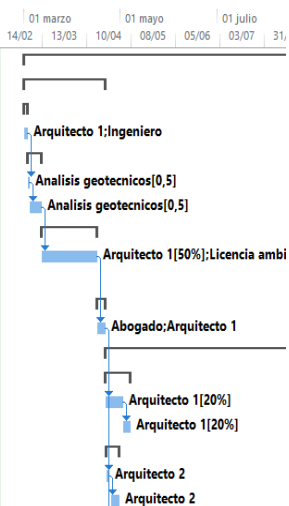 01 marzo 01 mayo 01 julio
14/02 13/03 10/04 08/05 05/06 03/07 31/
Arquitecto 1;Ingeniero
Analisis geotecnicos[0,5]
Analisis geotecnicos[0,5]
Arquitecto 1[50%];Licencia ambi
Abogado;Arquitecto 1
Arquitecto 1[20%]
Arquitecto 1[20%]
Arquitecto 2
Arquitecto 2